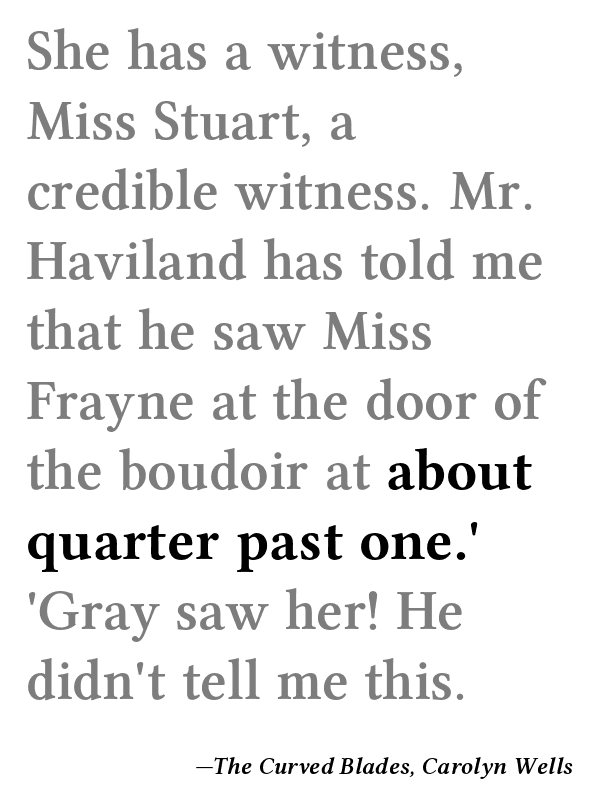 She has a witness,
Miss Stuart, a
credible witness. Mr.
Haviland has told me
that he saw Miss
Frayne at the door of
the boudoir at about
quarter past one.'
'Gray saw her! He
didn't tell me this.
—The Curved Blades, Carolyn Wells